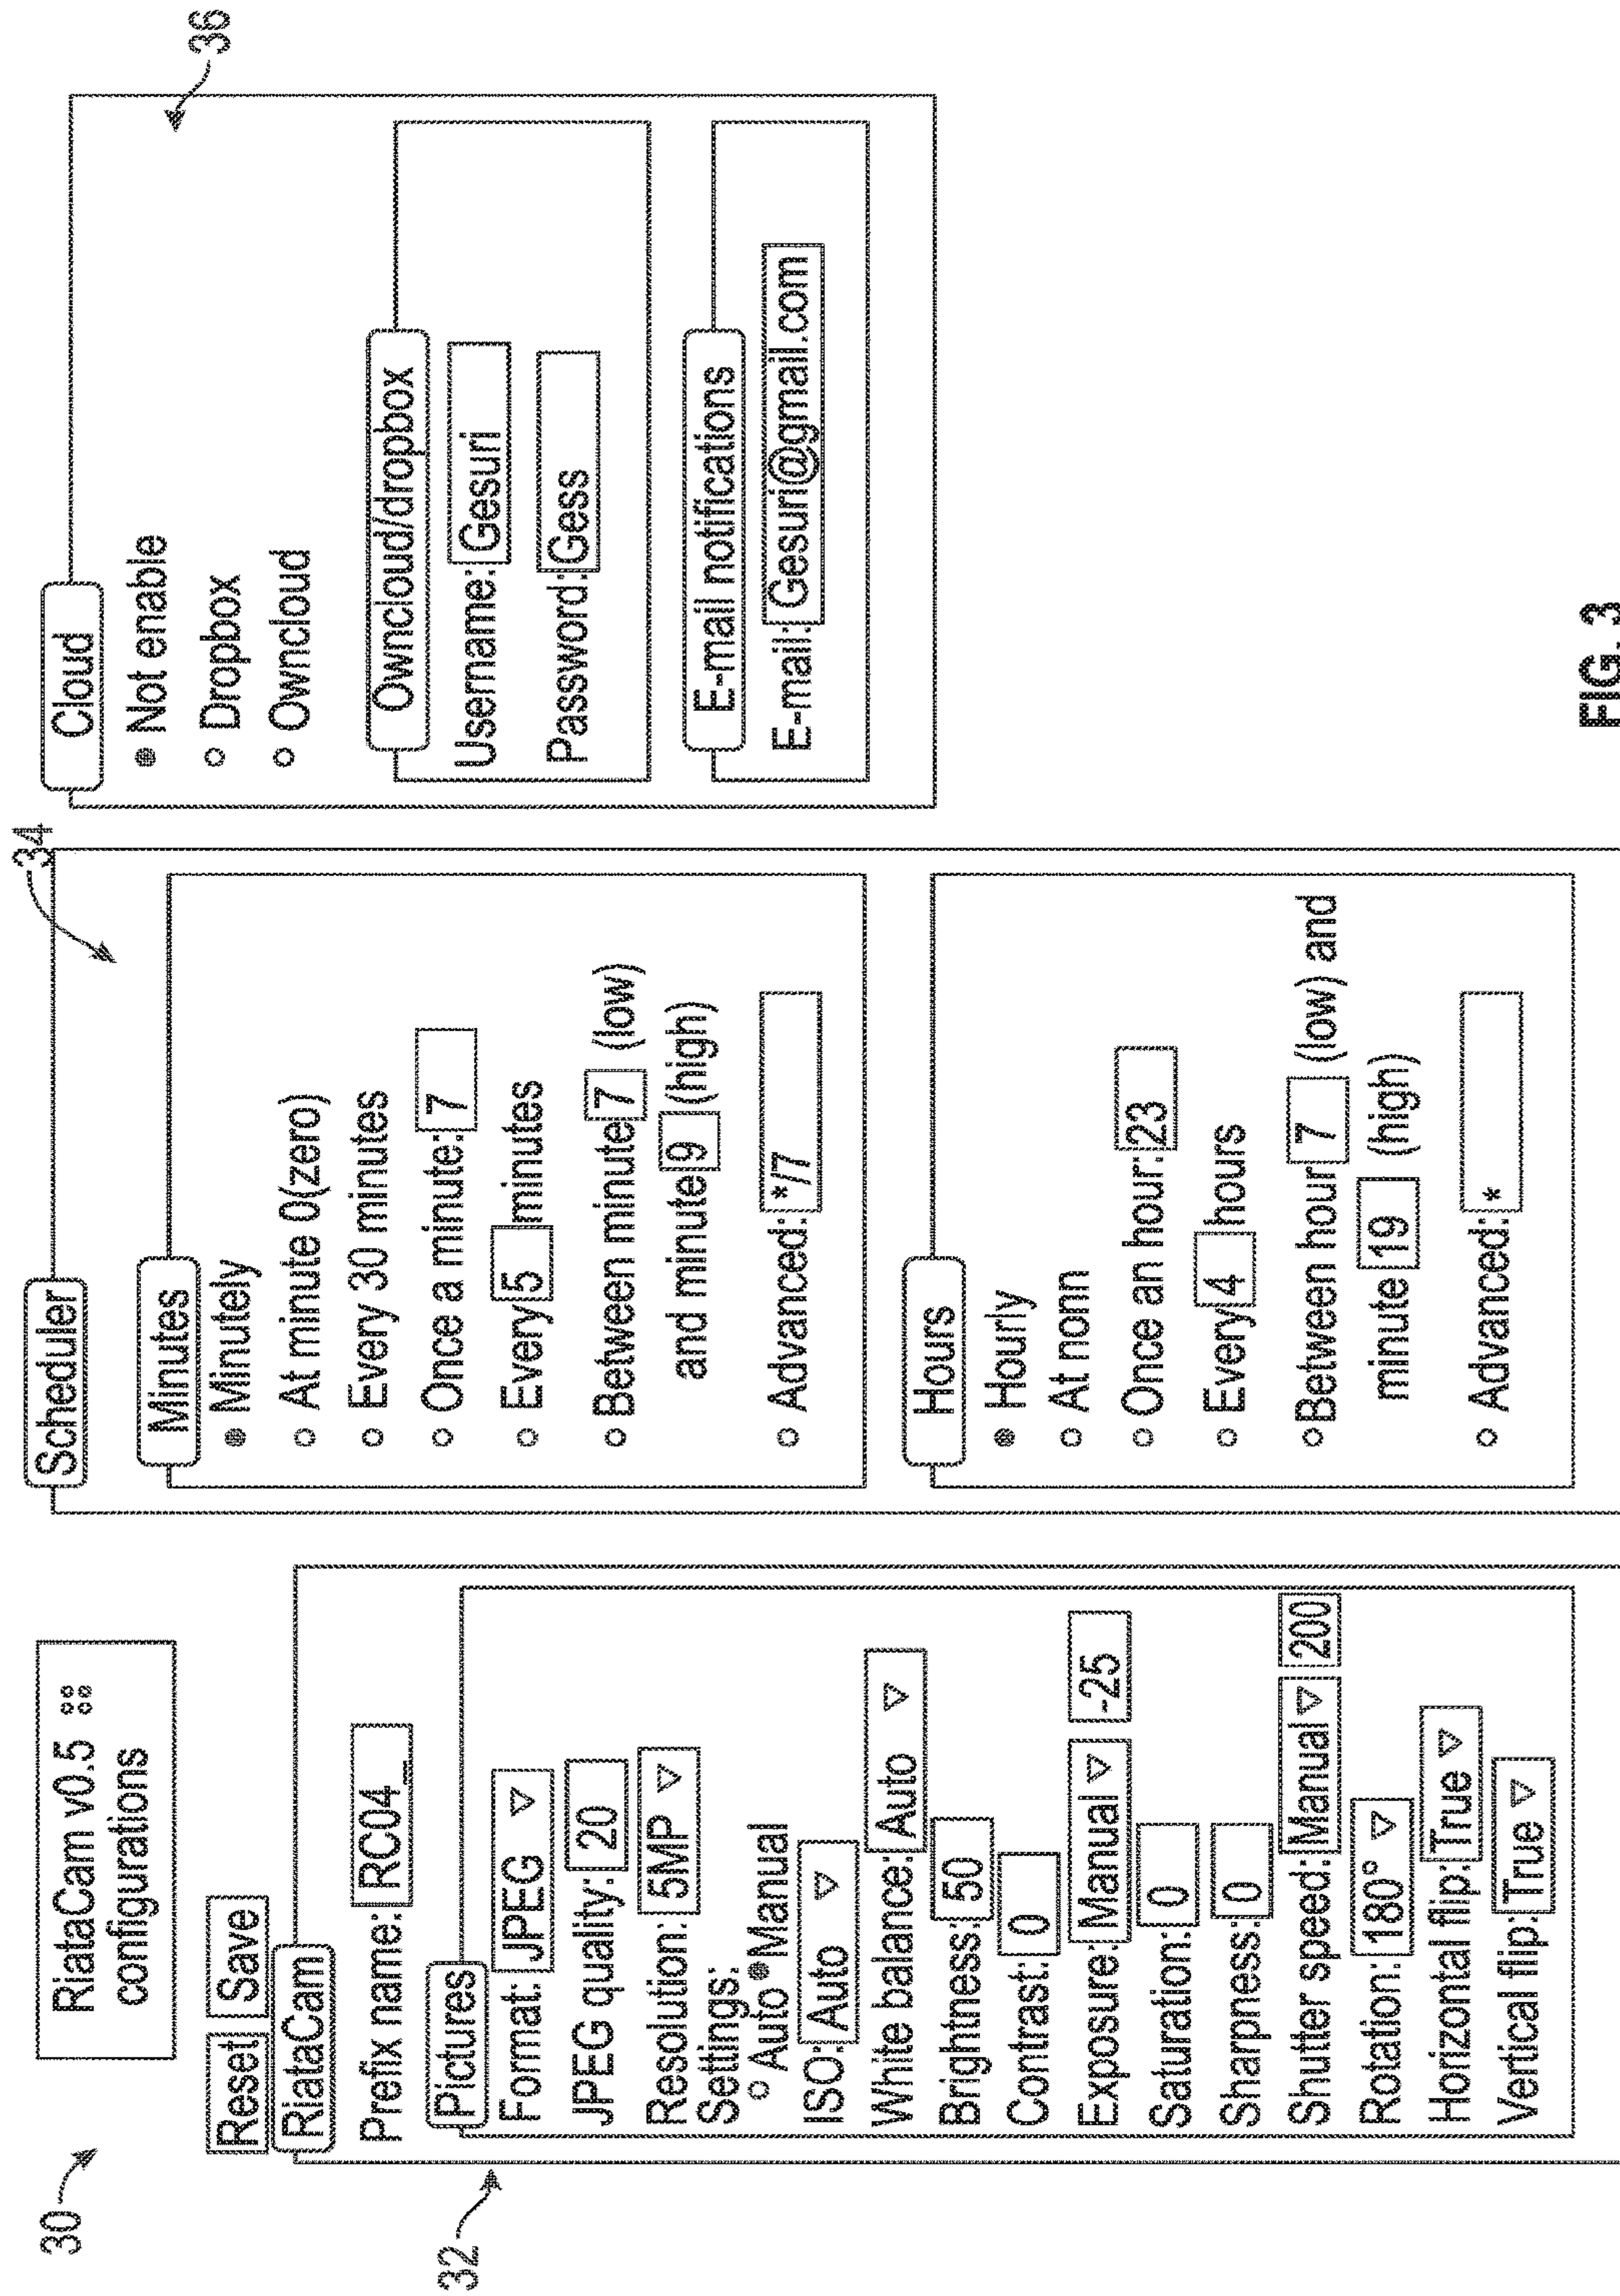 30
RiataCam v0.5 ::
configurations
Reset Save
32
RiataCam
Prefix name: RC04_
Pictures
Format: JPEG ▽
JPEG quality: 20
Resolution: 5MP ▽
Settings:
○ Auto ● Manual
ISO: Auto ▽
White balance: Auto ▽
Brightness: 50
Contrast: 0
Exposure: Manual ▽ -25
Saturation: 0
Sharpness: 0
Shutter speed: Manual ▽ 200
Rotation: 180° ▽
Horizontal flip: True ▽
Vertical flip: True ▽
34
Scheduler
Minutes
● Minutely
○ At minute 0(zero)
○ Every 30 minutes
○ Once a minute: 7
○ Every 5 minutes
○ Between minute 7 (low)
and minute 9 (high)
○ Advanced: */7
Hours
● Hourly
○ At nonn
○ Once an hour: 23
○ Every 4 hours
○ Between hour 7 (low) and
minute 19 (high)
○ Advanced: *
36
Cloud
● Not enable
○ Dropbox
○ Owncloud
Owncloud/dropbox
Username: Gesuri
Password: Gess
E-mail notifications
E-mail: Gesuri@gmail.com
FIG. 3